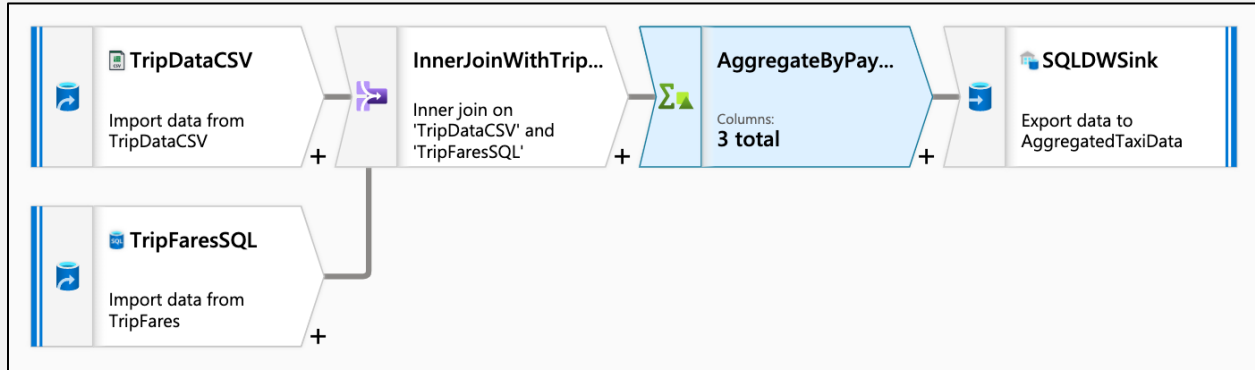 TripDataCSV
Import data from
TripDataCSV
+
InnerJoinWithTrip...
Inner join on
'TripDataCSV' and
'TripFaresSQL'
+
AggregateByPay...
Columns:
3 total
+
SQLDWSink
Export data to
AggregatedTaxiData
SQL
TripFaresSQL
Import data from
TripFares
+